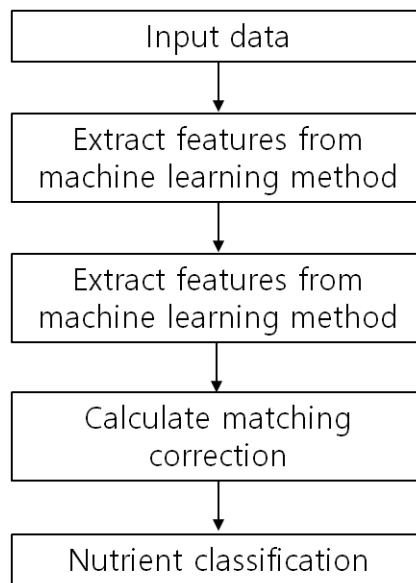 Input data
Extract features from
machine learning method
Extract features from
machine learning method
Calculate matching
correction
Nutrient classification